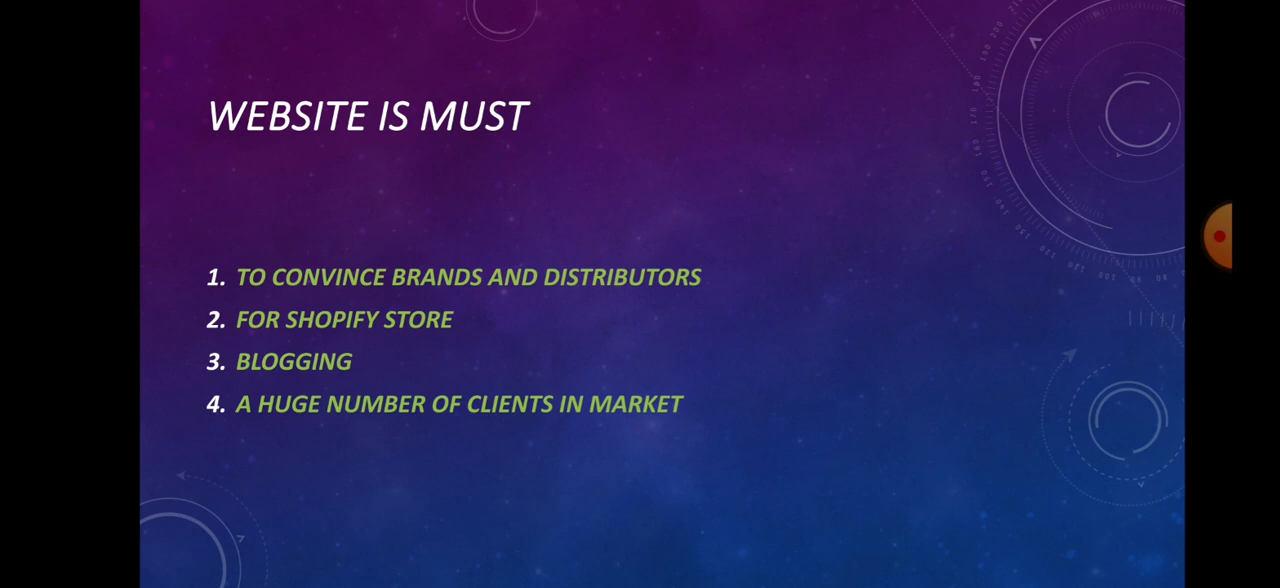 WEBSITE IS MUST
1. TO CONVINCE BRANDS AND DISTRIBUTORS
2. FOR SHOPIFY STORE
3. BLOGGING
4. A HUGE NUMBER OF CLIENTS IN MARKET